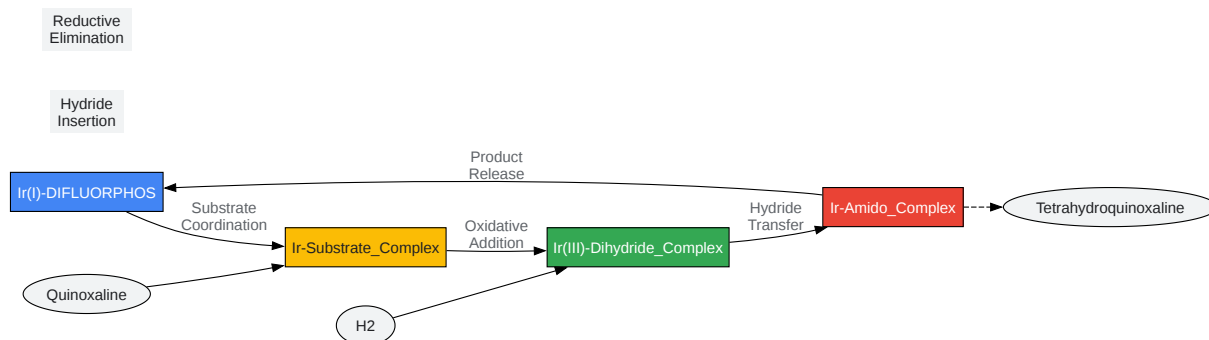 Reductive
Elimination
Hydride
Insertion
Product
Release
Ir(I)-DIFLUORPHOS
Substrate
Coordination
Ir-Substrate_Complex
Oxidative
Addition
Ir(III)-Dihydride_Complex
Hydride
Transfer
Ir-Amido_Complex
Tetrahydroquinoxaline
Quinoxaline
H2